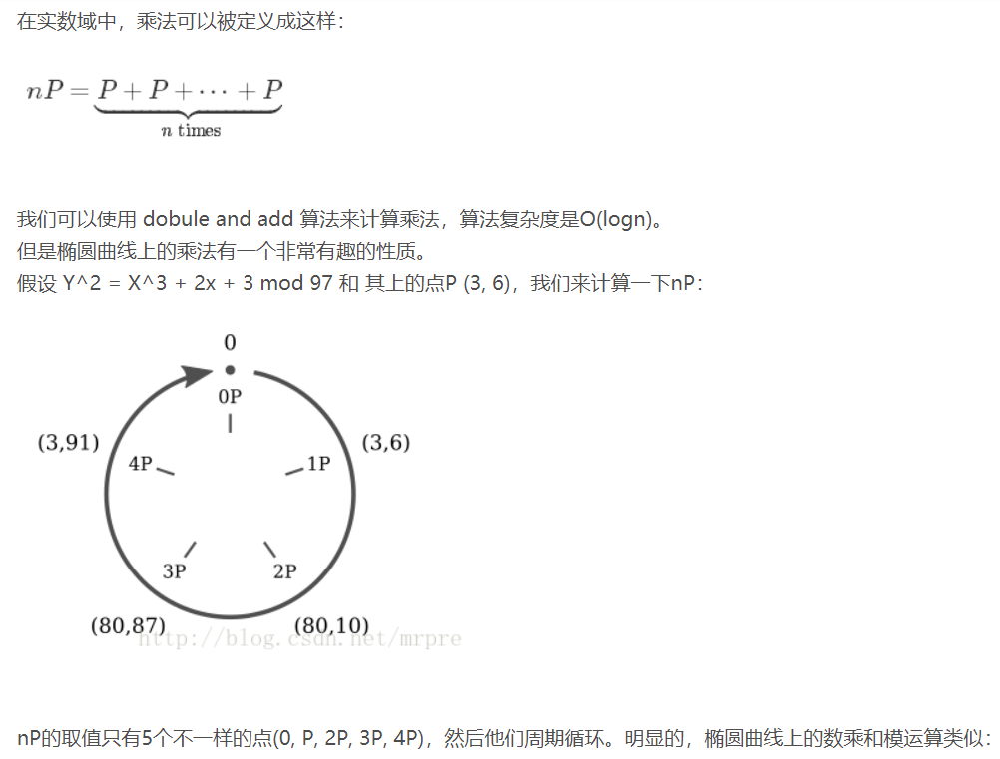 在实数域中，乘法可以被定义成这样：
nP = P + P + ⋯ + P
n times
我们可以使用 dobule and add 算法来计算乘法，算法复杂度是O(logn)。
但是椭圆曲线上的乘法有一个非常有趣的性质。
假设 Y^2 = X^3 + 2x + 3 mod 97 和 其上的点P (3, 6)，我们来计算一下nP：
0
0P
(3,91)
(3,6)
4P
1P
3P
2P
(80,87)
(80,10)
http://blog.csdn.net/mrpre
nP的取值只有5个不一样的点(0, P, 2P, 3P, 4P)，然后他们周期循环。明显的，椭圆曲线上的数乘和模运算类似：